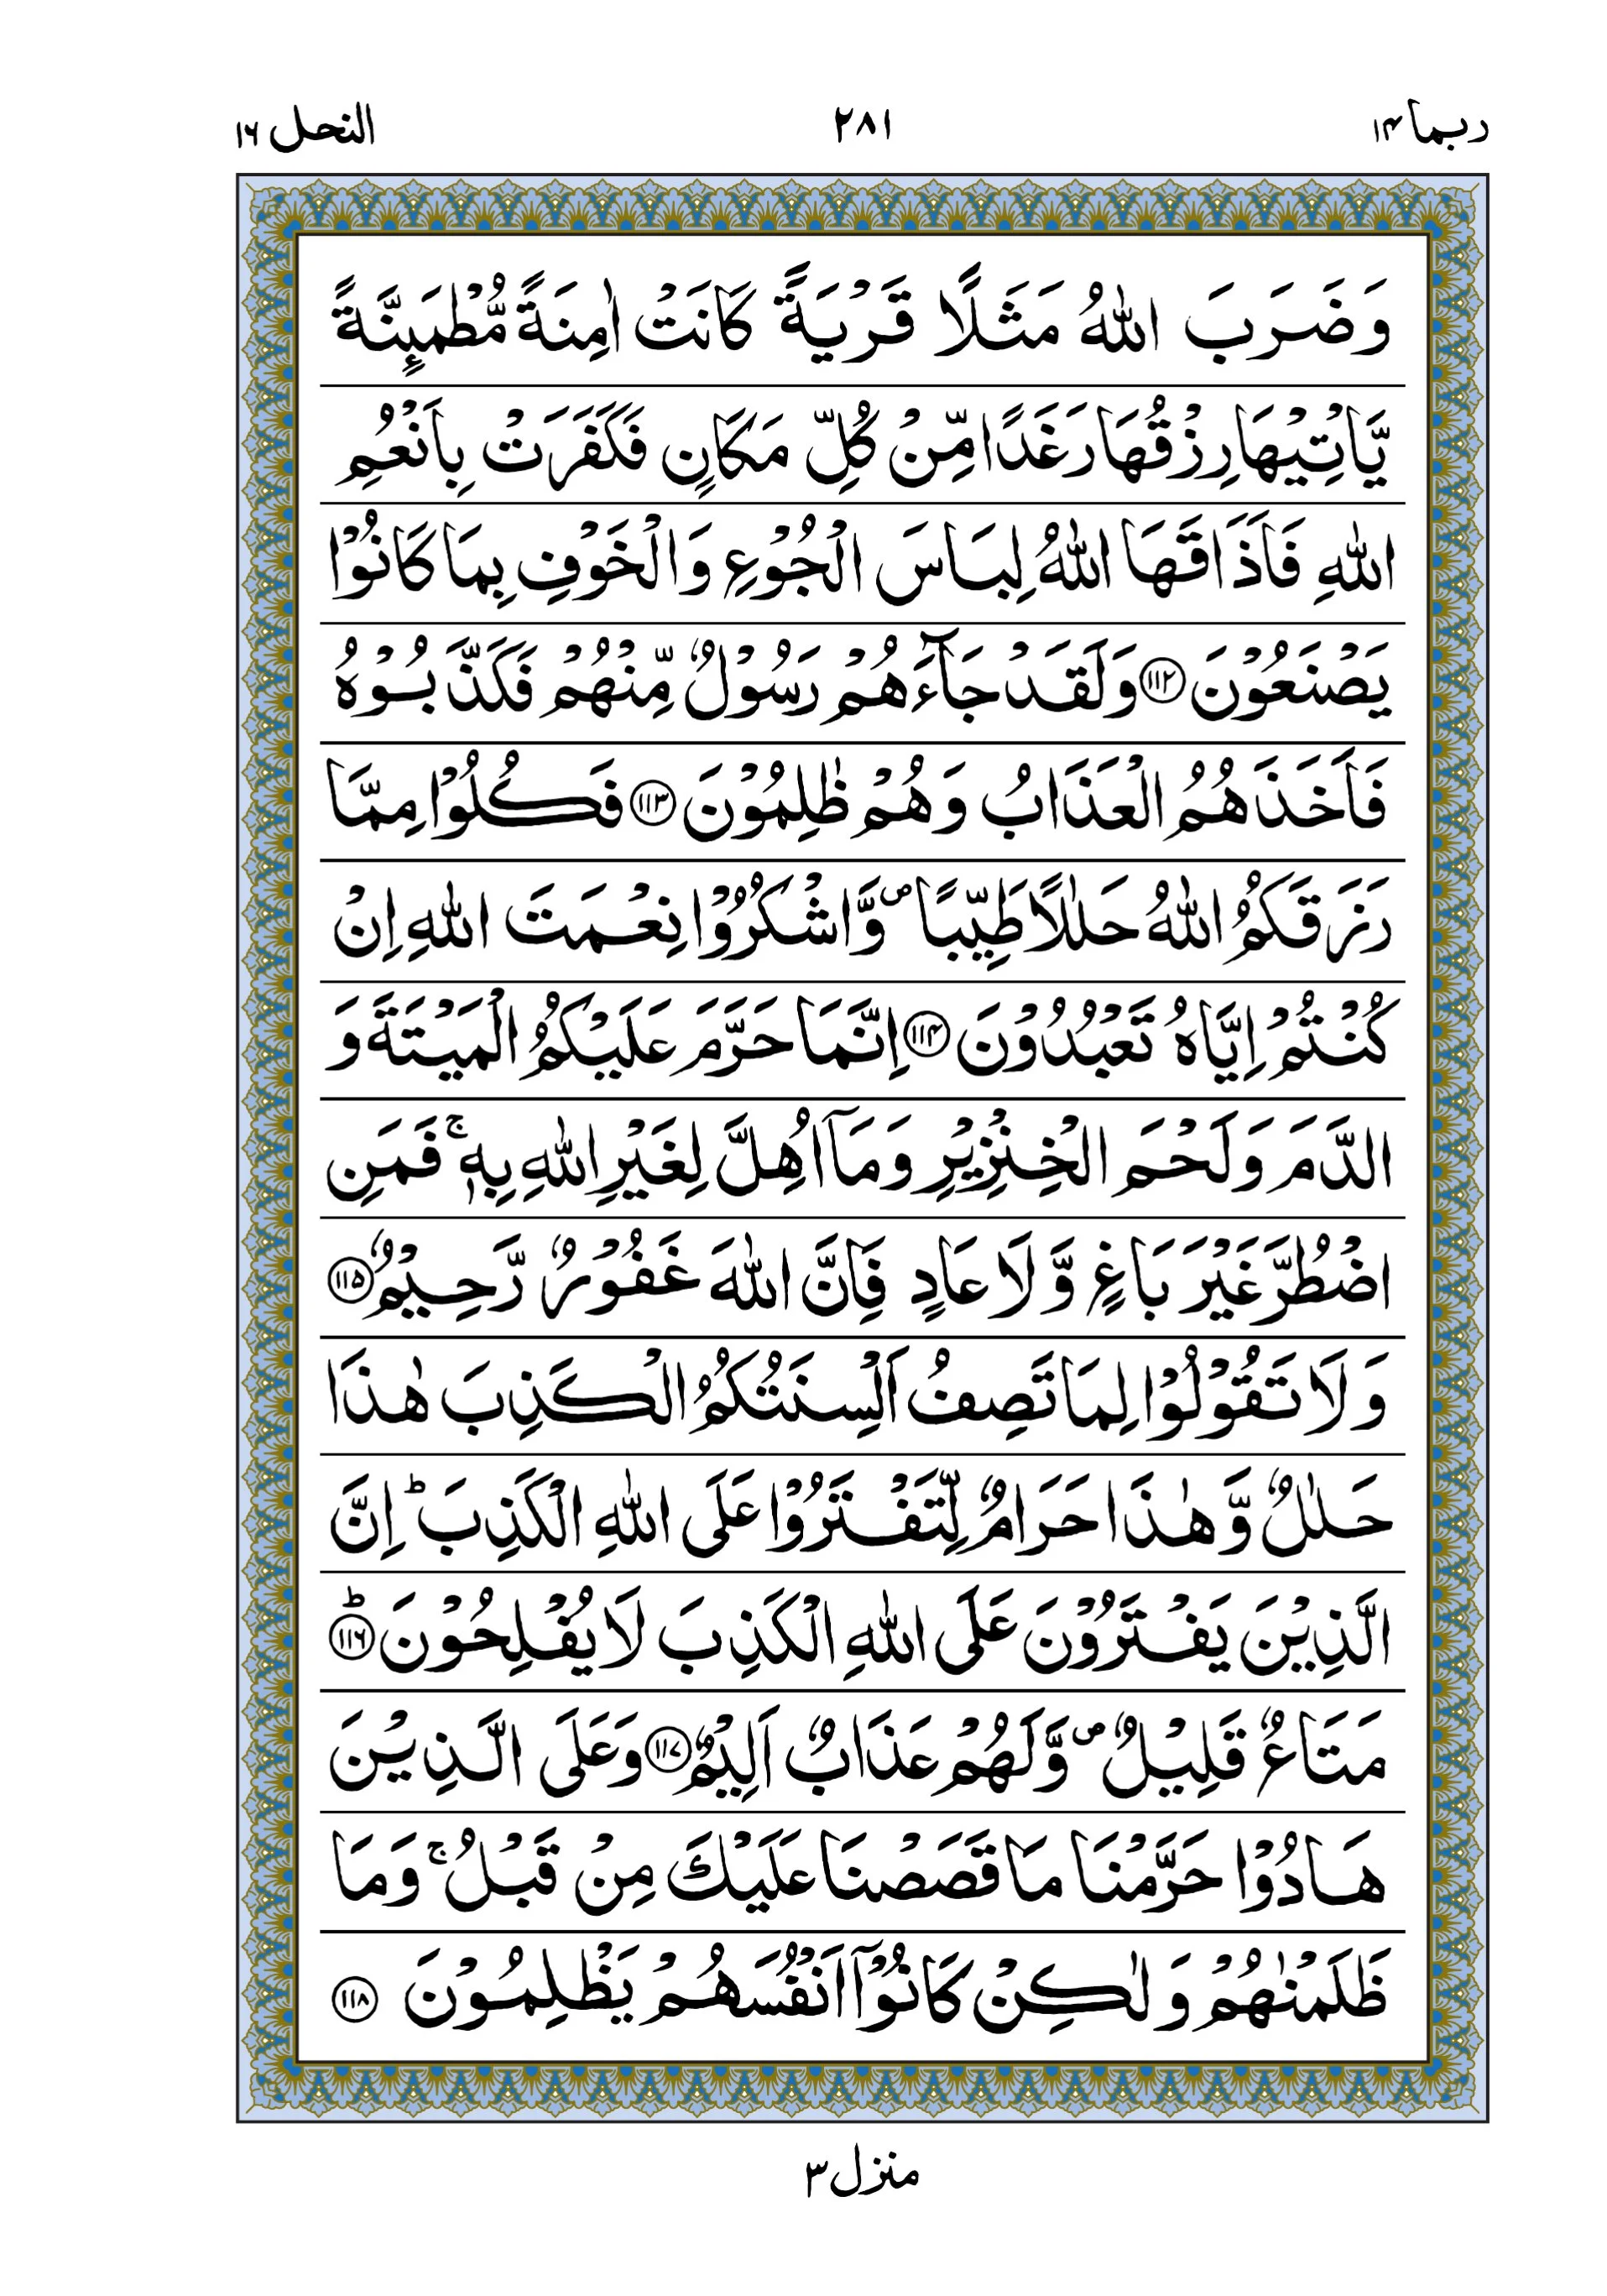 ربما ١٤ ٢٨١ النحل ١٦
وَضَرَبَ اللّٰهُ مَثَلًا قَرْيَةً كَانَتْ اٰمِنَةً مُّطْمَىِٕنَّةً
يَّاْتِيْهَا رِزْقُهَا رَغَدًا مِّنْ كُلِّ مَكَانٍ فَكَفَرَتْ بِاَنْعُمِ
اللّٰهِ فَاَذَاقَهَا اللّٰهُ لِبَاسَ الْجُوْعِ وَالْخَوْفِ بِمَا كَانُوْا
يَصْنَعُوْنَ ﴿١١٢﴾ وَلَقَدْ جَآءَهُمْ رَسُوْلٌ مِّنْهُمْ فَكَذَّبُوْهُ
فَاَخَذَهُمُ الْعَذَابُ وَهُمْ ظٰلِمُوْنَ ﴿١١٣﴾ فَكُلُوْا مِمَّا
رَزَقَكُمُ اللّٰهُ حَلٰلًا طَيِّبًا ۪ وَّاشْكُرُوْا نِعْمَتَ اللّٰهِ اِنْ
كُنْتُمْ اِيَّاهُ تَعْبُدُوْنَ ﴿١١٤﴾ اِنَّمَا حَرَّمَ عَلَيْكُمُ الْمَيْتَةَ وَ
الدَّمَ وَلَحْمَ الْخِنْزِيْرِ وَمَاۤ اُهِلَّ لِغَيْرِ اللّٰهِ بِهٖ ۚ فَمَنِ
اضْطُرَّ غَيْرَ بَاغٍ وَّلَا عَادٍ فَاِنَّ اللّٰهَ غَفُوْرٌ رَّحِيْمٌ ﴿١١٥﴾
وَلَا تَقُوْلُوْا لِمَا تَصِفُ اَلْسِنَتُكُمُ الْكَذِبَ هٰذَا
حَلٰلٌ وَّهٰذَا حَرَامٌ لِّتَفْتَرُوْا عَلَى اللّٰهِ الْكَذِبَ ؕ اِنَّ
الَّذِيْنَ يَفْتَرُوْنَ عَلَى اللّٰهِ الْكَذِبَ لَا يُفْلِحُوْنَ ؕ ﴿١١٦﴾
مَتَاعٌ قَلِيْلٌ ۪ وَّلَهُمْ عَذَابٌ اَلِيْمٌ ﴿١١٧﴾ وَعَلَى الَّذِيْنَ
هَادُوْا حَرَّمْنَا مَا قَصَصْنَا عَلَيْكَ مِنْ قَبْلُ ۚ وَمَا
ظَلَمْنٰهُمْ وَلٰكِنْ كَانُوْۤا اَنْفُسَهُمْ يَظْلِمُوْنَ ﴿١١٨﴾
منزل ٣